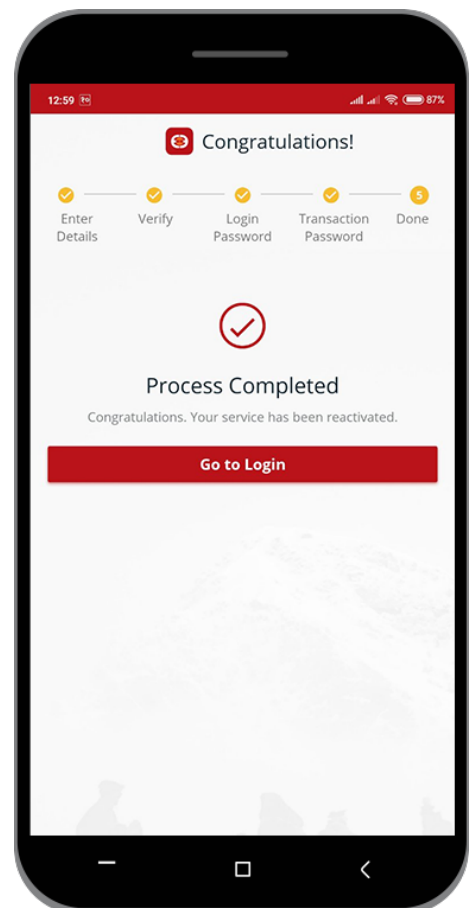 12:59 87%
Congratulations!
5
Enter Verify Login Transaction Done
Details Password Password
Process Completed
Congratulations. Your service has been reactivated.
Go to Login